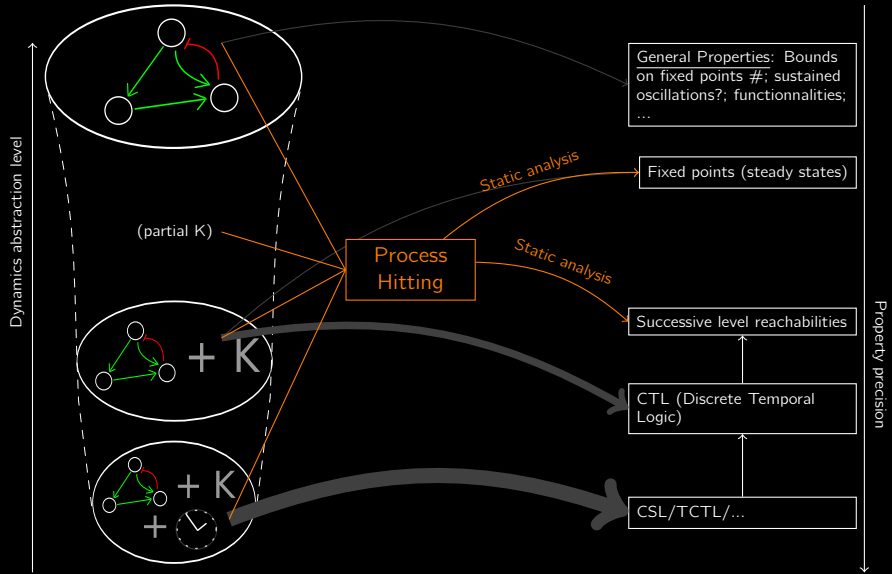 General Properties: Bounds
on fixed points #; sustained
oscillations?; functionnalities;
...
Dynamics abstraction level
Static analysis
Fixed points (steady states)
(partial K)
Process
Hitting
Static analysis
Successive level reachabilities
+ K
CTL (Discrete Temporal
Logic)
Property precision
+ K
+
CSL/TCTL/...